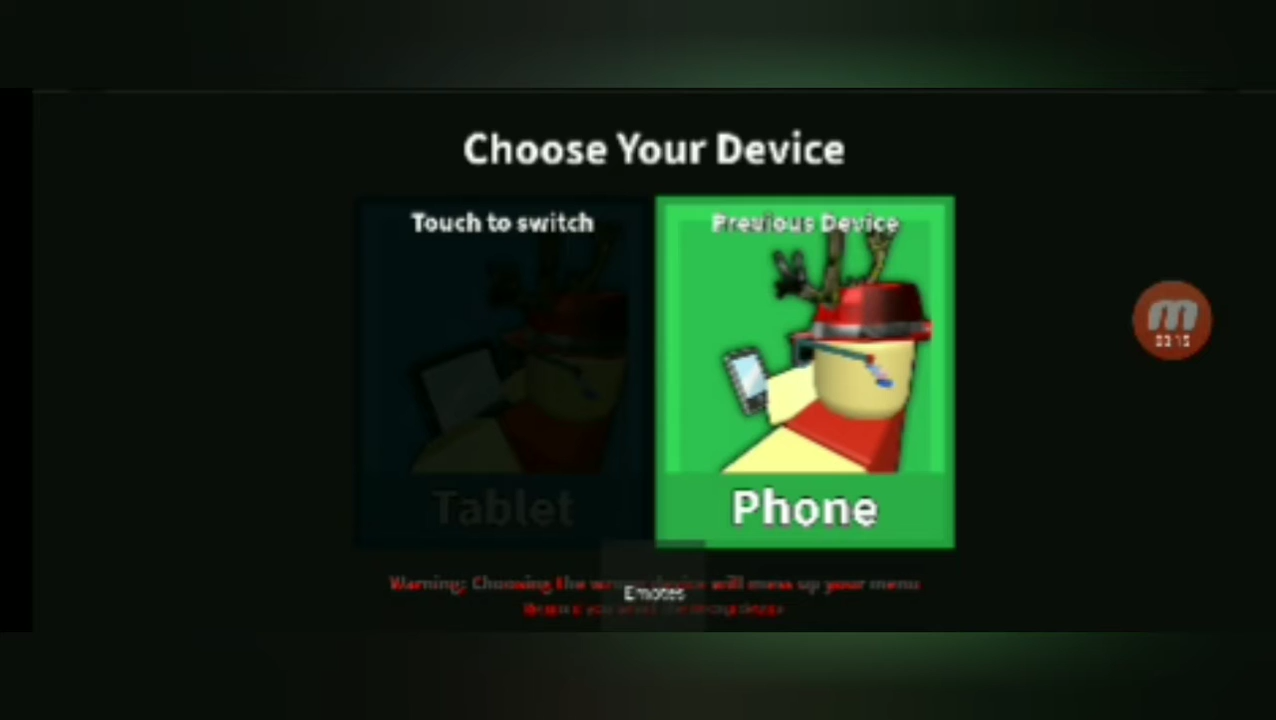 Choose Your Device
Touch to switch
Previous Device
Tablet
Phone
Warning: Choosing the wrong device will mess up your menu
Emotes